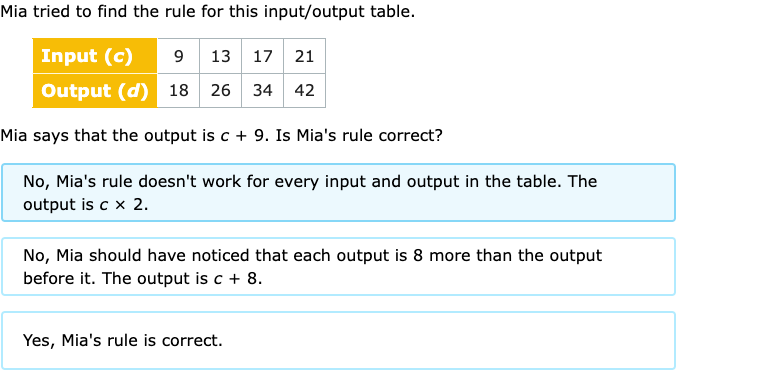 Mia tried to find the rule for this input/output table.
Input (c) 9 13 17 21
Output (d) 18 26 34 42
Mia says that the output is c + 9. Is Mia's rule correct?
No, Mia's rule doesn't work for every input and output in the table. The
output is c × 2.
No, Mia should have noticed that each output is 8 more than the output
before it. The output is c + 8.
Yes, Mia's rule is correct.